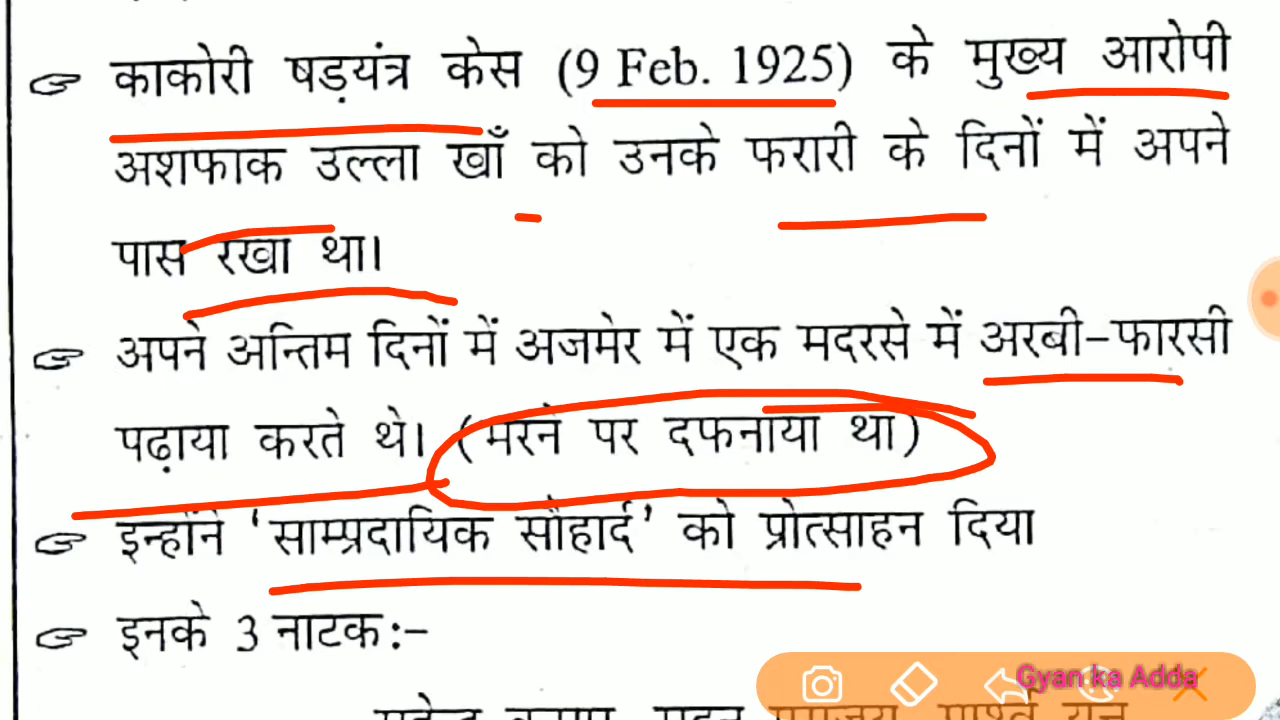 काकोरी षड़यंत्र केस (9 Feb. 1925) के मुख्य आरोपी
अशफाक उल्ला खाँ को उनके फरारी के दिनों में अपने
पास रखा था।
अपने अन्तिम दिनों में अजमेर में एक मदरसे में अरबी-फारसी
पढ़ाया करते थे। (मरने पर दफनाया था)
इन्होंने 'साम्प्रदायिक सौहार्द' को प्रोत्साहन दिया
इनके 3 नाटक:-
Gyan ka Adda